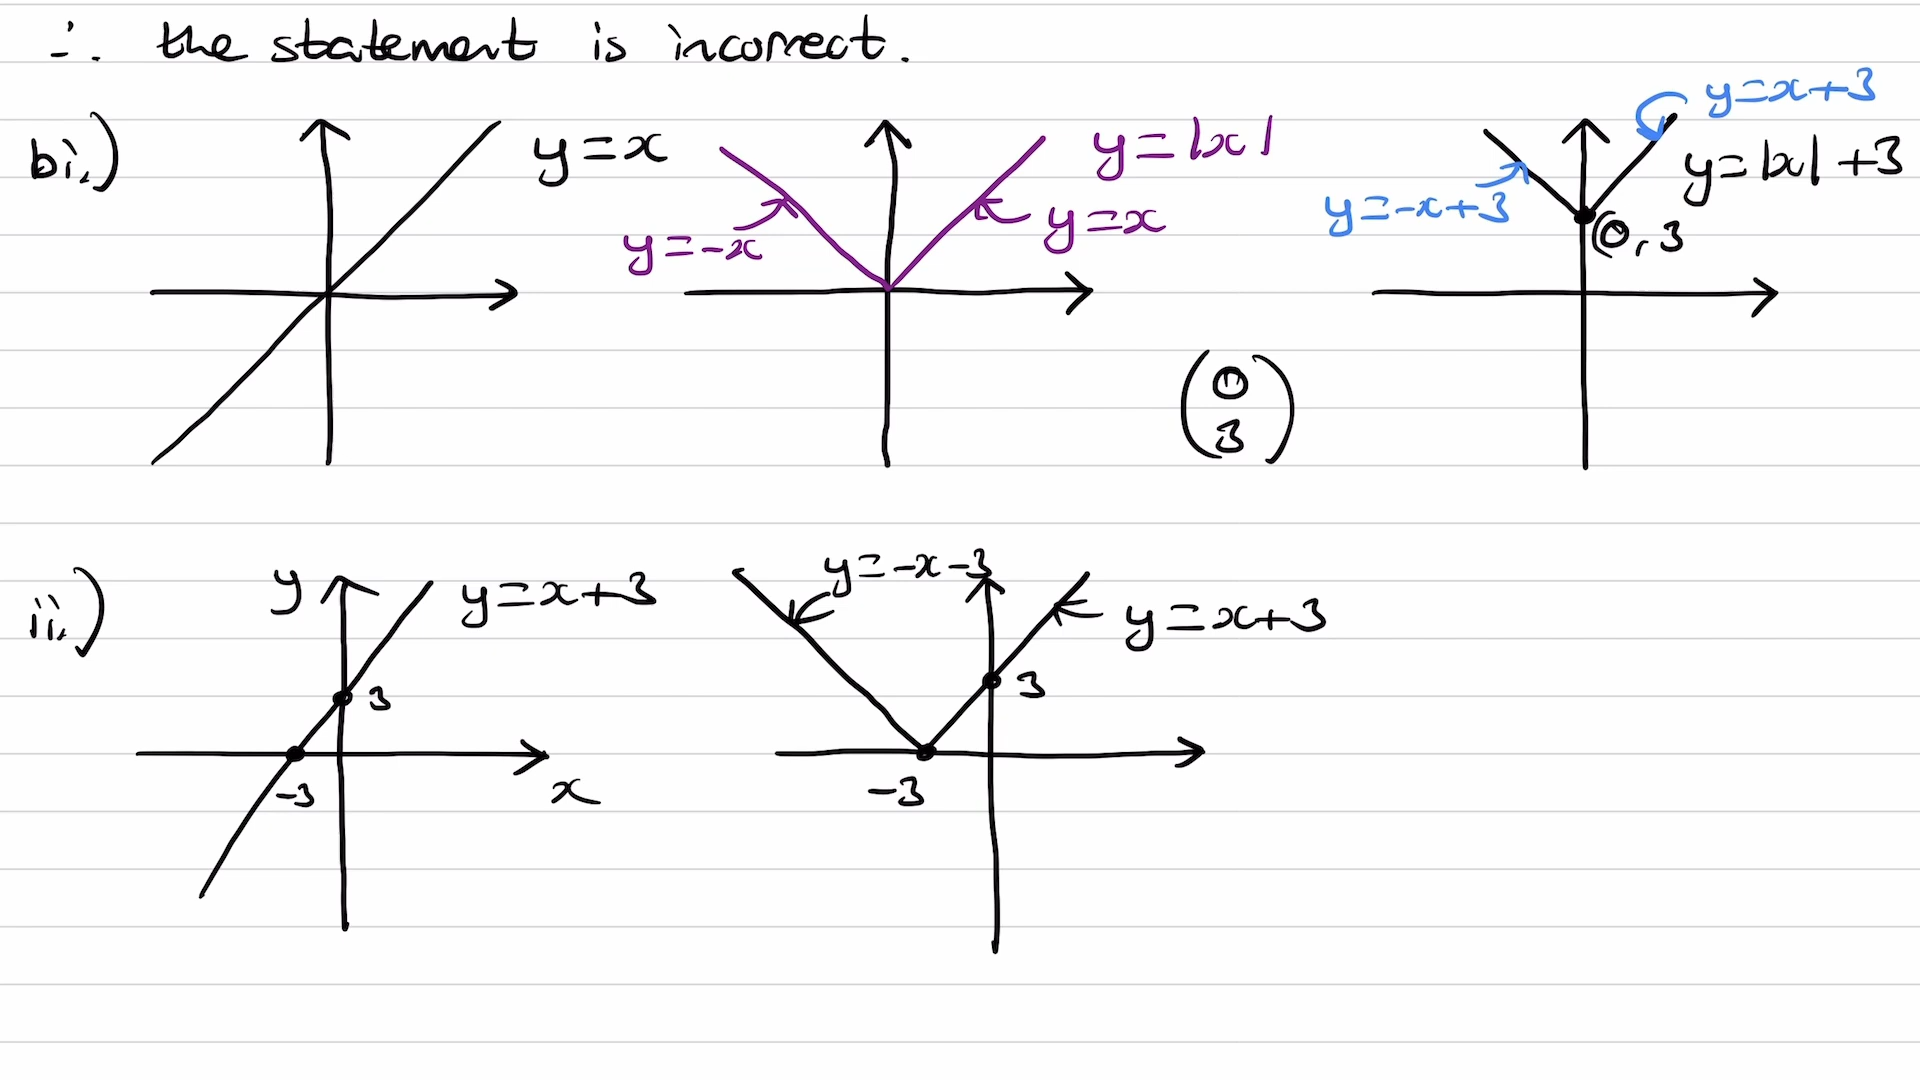 ∴ the statement is incorrect.
bi.)
y=x
y=|x|
y=-x
y=x
y=x+3
y=|x|+3
y=-x+3
(0,3
(0
3)
ii.)
y
y=x+3
3
-3
x
y=-x-3
y=x+3
3
-3